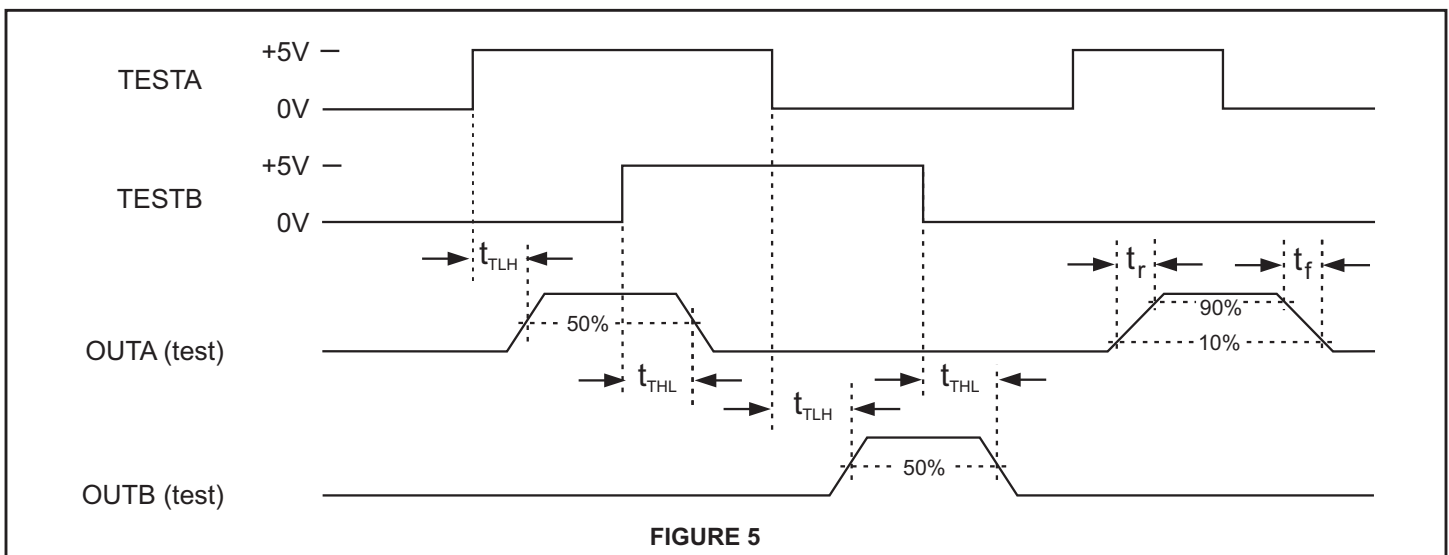 +5V
TESTA
0V
+5V
TESTB
0V
tTLH
tr
tf
50%
90%
10%
OUTA (test)
tTHL
tTLH
tTHL
50%
OUTB (test)
FIGURE 5